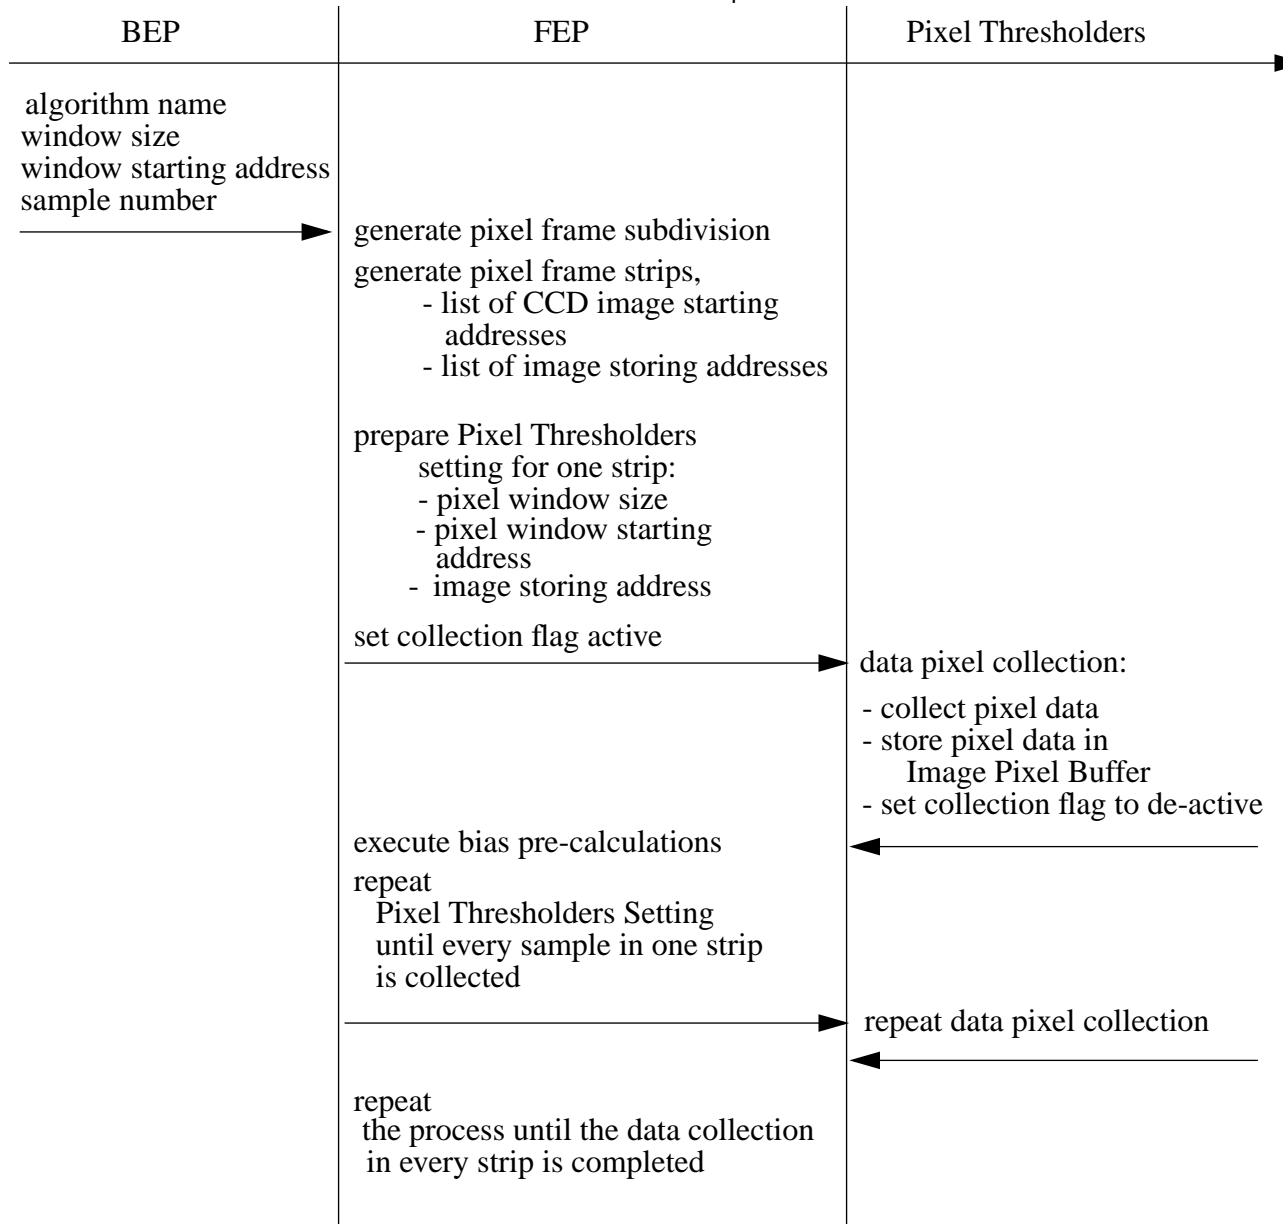 BEP
FEP
Pixel Thresholders
algorithm name
window size
window starting address
sample number
generate pixel frame subdivision
generate pixel frame strips,
- list of CCD image starting
addresses
- list of image storing addresses
prepare Pixel Thresholders
setting for one strip:
- pixel window size
- pixel window starting
address
- image storing address
set collection flag active
data pixel collection:
- collect pixel data
- store pixel data in
Image Pixel Buffer
- set collection flag to de-active
execute bias pre-calculations
repeat
Pixel Thresholders Setting
until every sample in one strip
is collected
repeat data pixel collection
repeat
the process until the data collection
in every strip is completed